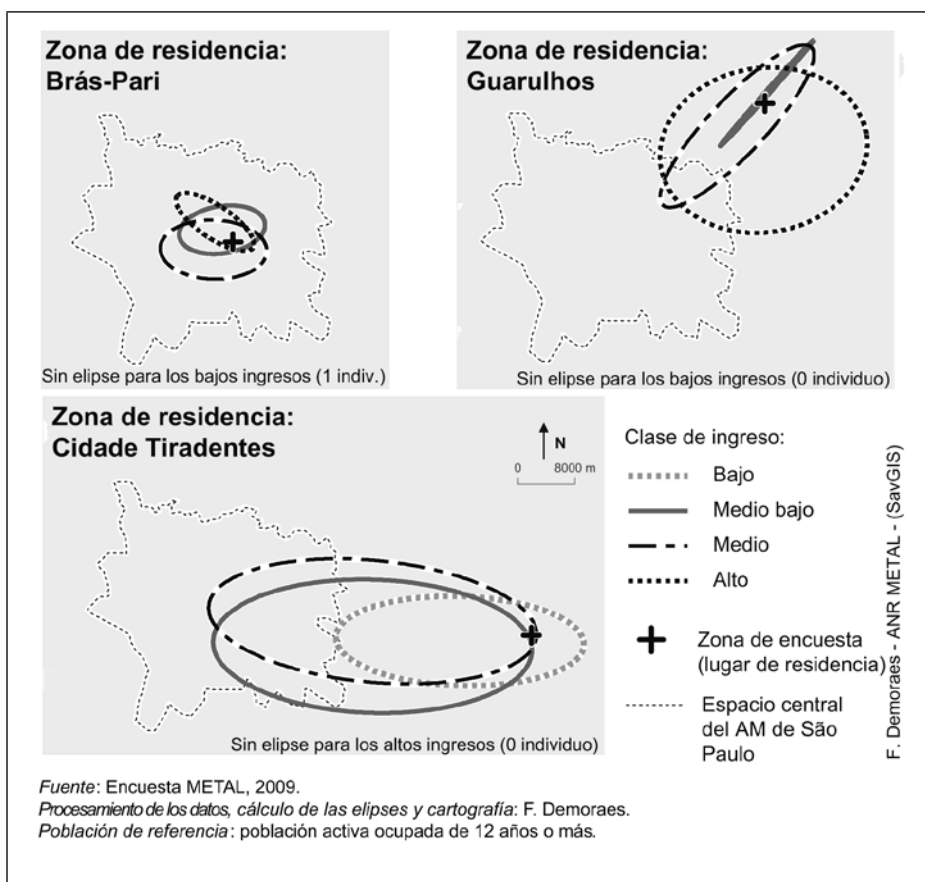 Zona de residencia:
Brás-Pari
Sin elipse para los bajos ingresos (1 indiv.)
Zona de residencia:
Guarulhos
Sin elipse para los bajos ingresos (0 individuo)
Zona de residencia:
Cidade Tiradentes
N
0 8000 m
Sin elipse para los altos ingresos (0 individuo)
Clase de ingreso:
Bajo
Medio bajo
Medio
Alto
Zona de encuesta
(lugar de residencia)
Espacio central
del AM de São
Paulo
F. Demoraes - ANR METAL - (SavGIS)
Fuente: Encuesta METAL, 2009.
Procesamiento de los datos, cálculo de las elipses y cartografía: F. Demoraes.
Población de referencia: población activa ocupada de 12 años o más.